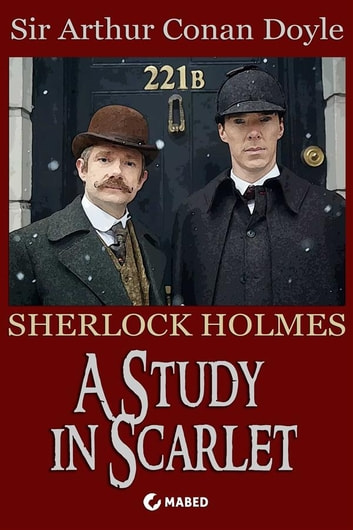 Sir Arthur Conan Doyle
221B
SHERLOCK HOLMES
A STUDY
IN SCARLET
MABED